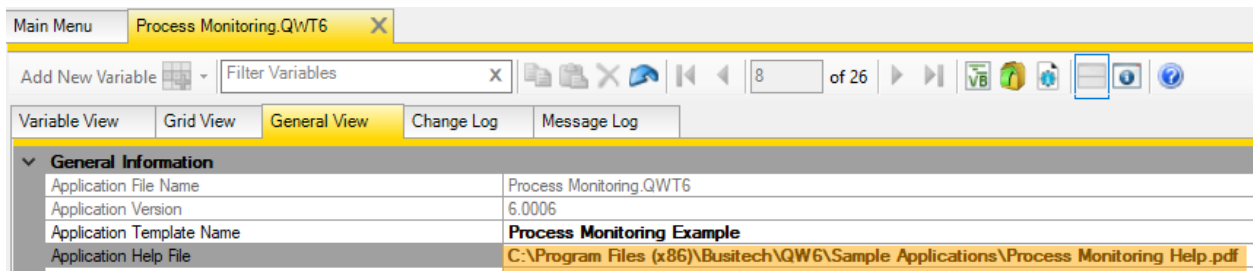 Main Menu Process Monitoring.QWT6 X
Add New Variable Filter Variables x 8 of 26 VB
Variable View Grid View General View Change Log Message Log
General Information
Application File Name Process Monitoring.QWT6
Application Version 6.0006
Application Template Name Process Monitoring Example
Application Help File C:\Program Files (x86)\Busitech\QW6\Sample Applications\Process Monitoring Help.pdf